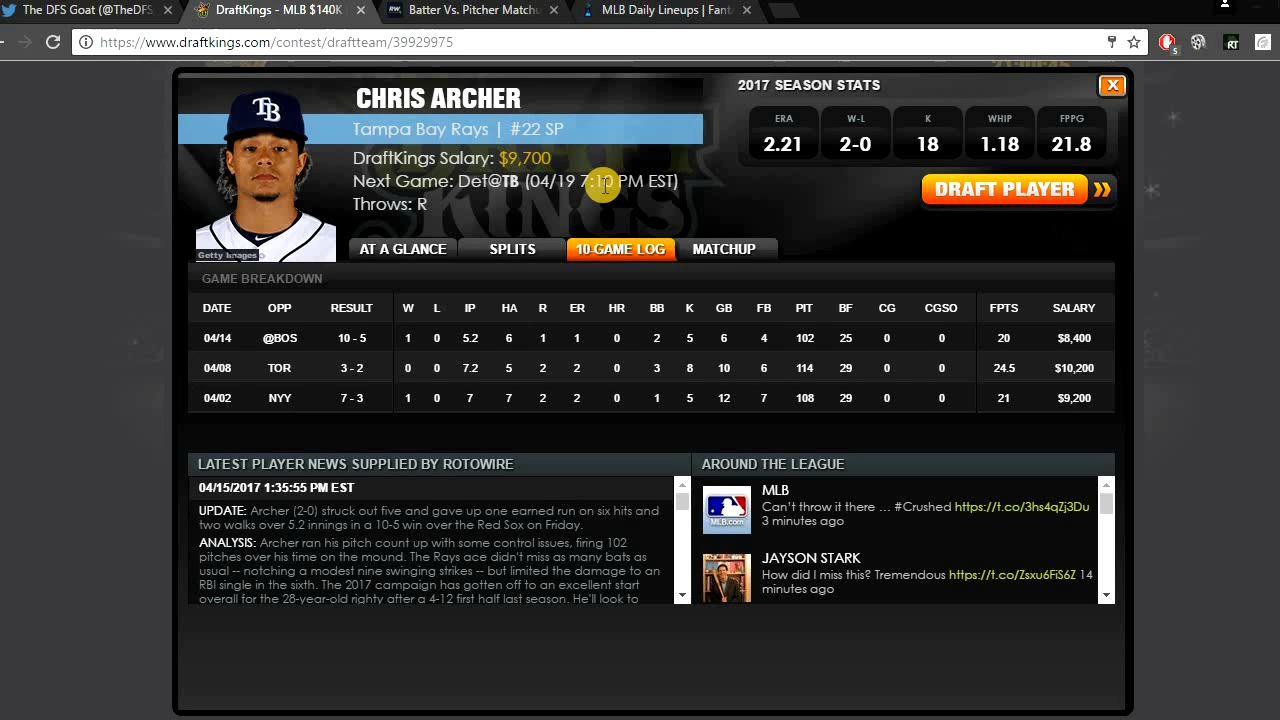 The DFS Goat (@TheDFS
DraftKings - MLB $140K
Batter Vs. Pitcher Matchu
MLB Daily Lineups | Fant
https://www.draftkings.com/contest/draftteam/39929975
CHRIS ARCHER
Tampa Bay Rays | #22 SP
DraftKings Salary: $9,700
Next Game: Det@TB (04/19 7:10 PM EST)
Throws: R
Getty Images
2017 SEASON STATS
X
ERA W-L K WHIP FPPG
2.21 2-0 18 1.18 21.8
DRAFT PLAYER
AT A GLANCE SPLITS 10-GAME LOG MATCHUP
GAME BREAKDOWN
DATE OPP RESULT W L IP HA R ER HR BB K GB FB PIT BF CG CGSO FPTS SALARY
04/14 @BOS 10 - 5 1 0 5.2 6 1 1 0 2 5 6 4 102 25 0 0 20 $8,400
04/08 TOR 3 - 2 0 0 7.2 5 2 2 0 3 8 10 6 114 29 0 0 24.5 $10,200
04/02 NYY 7 - 3 1 0 7 7 2 2 0 1 5 12 7 108 29 0 0 21 $9,200
LATEST PLAYER NEWS SUPPLIED BY ROTOWIRE
04/15/2017 1:35:55 PM EST
UPDATE: Archer (2-0) struck out five and gave up one earned run on six hits and
two walks over 5.2 innings in a 10-5 win over the Red Sox on Friday.
ANALYSIS: Archer ran his pitch count up with some control issues, firing 102
pitches over his time on the mound. The Rays ace didn't miss as many bats as
usual -- notching a modest nine swinging strikes -- but limited the damage to an
RBI single in the sixth. The 2017 campaign has gotten off to an excellent start
overall for the 28-year-old righty after a 4-12 first half last season. He'll look to
AROUND THE LEAGUE
MLB
Can't throw it there ... #Crushed https://t.co/3hs4qZj3Du
3 minutes ago
MLB.com
JAYSON STARK
How did I miss this? Tremendous https://t.co/Zsxu6FiS6Z 14
minutes ago